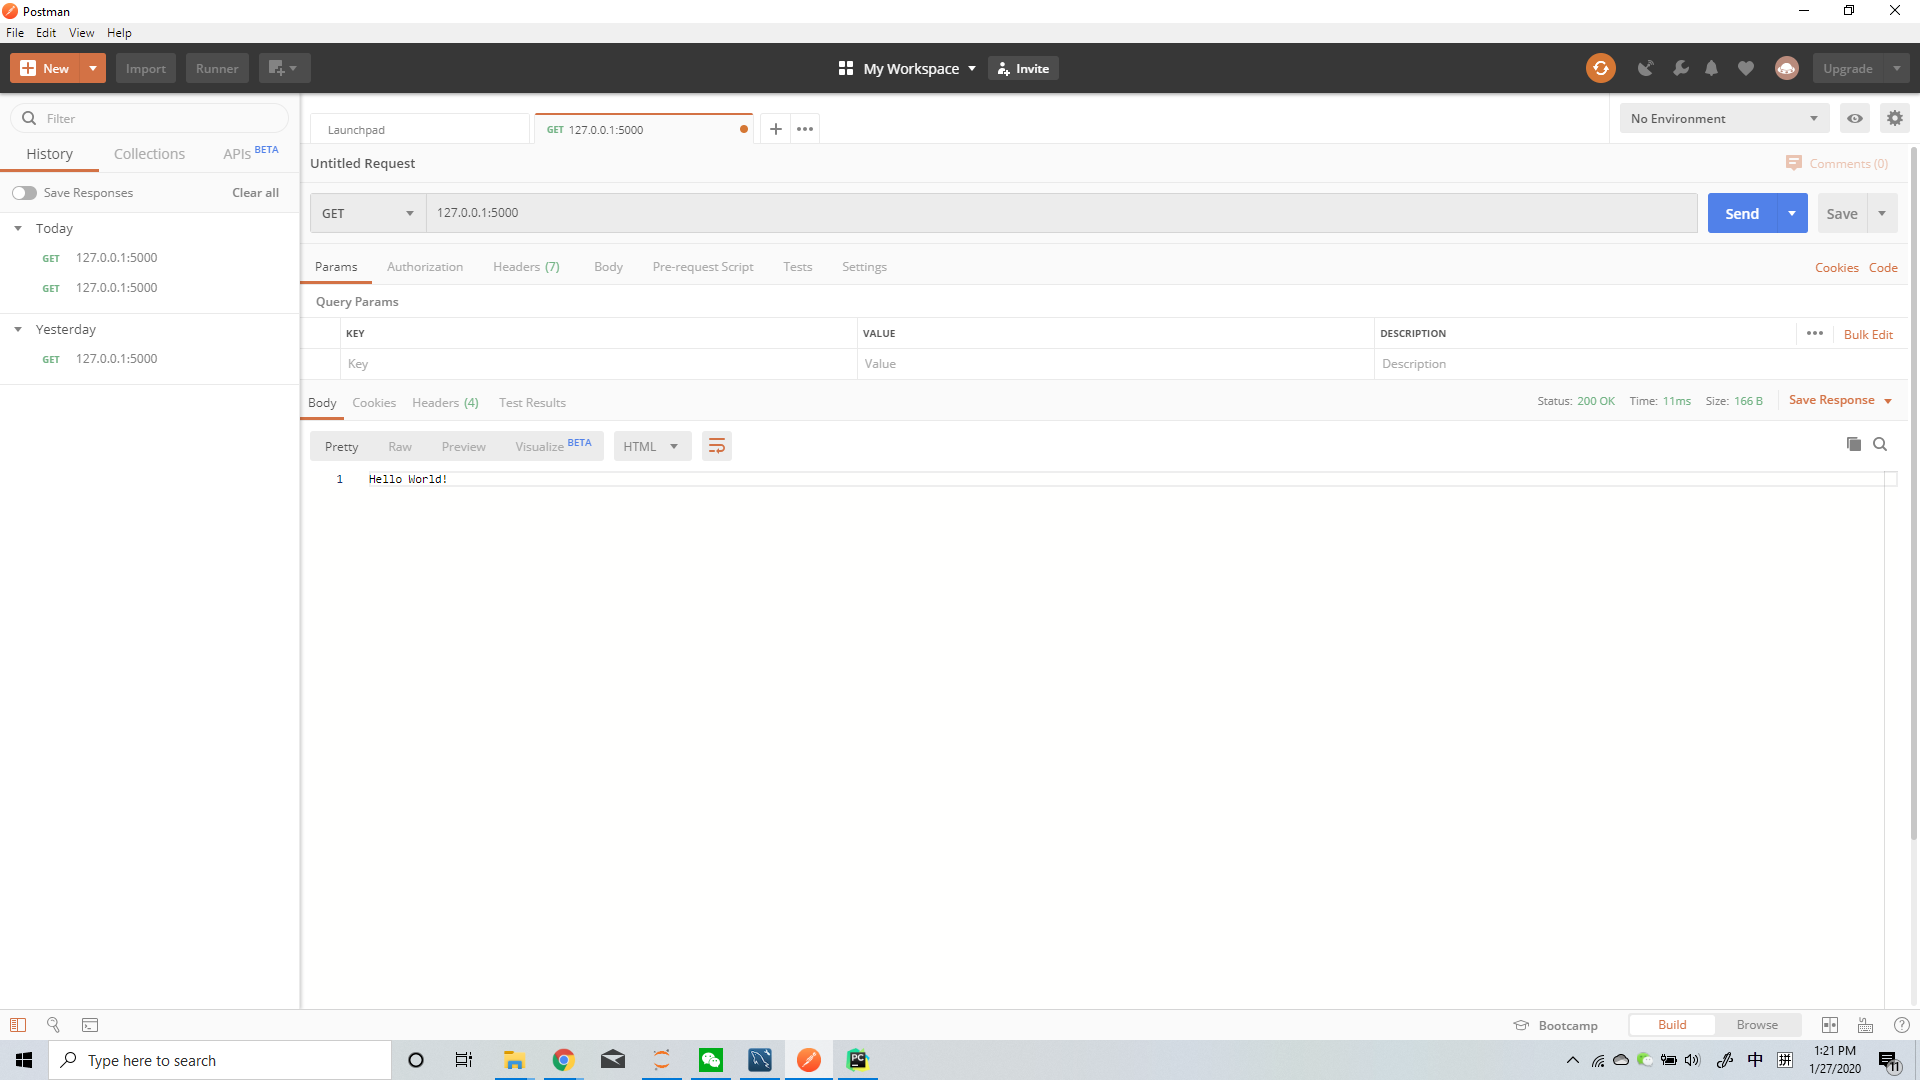 Postman
File Edit View Help
New Import Runner My Workspace Invite Upgrade
Filter
History Collections APIs BETA
Save Responses Clear all
Today
GET 127.0.0.1:5000
GET 127.0.0.1:5000
Yesterday
GET 127.0.0.1:5000
Launchpad GET 127.0.0.1:5000 No Environment
Untitled Request Comments (0)
GET 127.0.0.1:5000 Send Save
Params Authorization Headers (7) Body Pre-request Script Tests Settings Cookies Code
Query Params
KEY VALUE DESCRIPTION Bulk Edit
Key Value Description
Body Cookies Headers (4) Test Results Status: 200 OK Time: 11ms Size: 166 B Save Response
Pretty Raw Preview Visualize BETA HTML
1 Hello World!
Bootcamp Build Browse
Type here to search
PC
中 拼
1:21 PM
1/27/2020
11